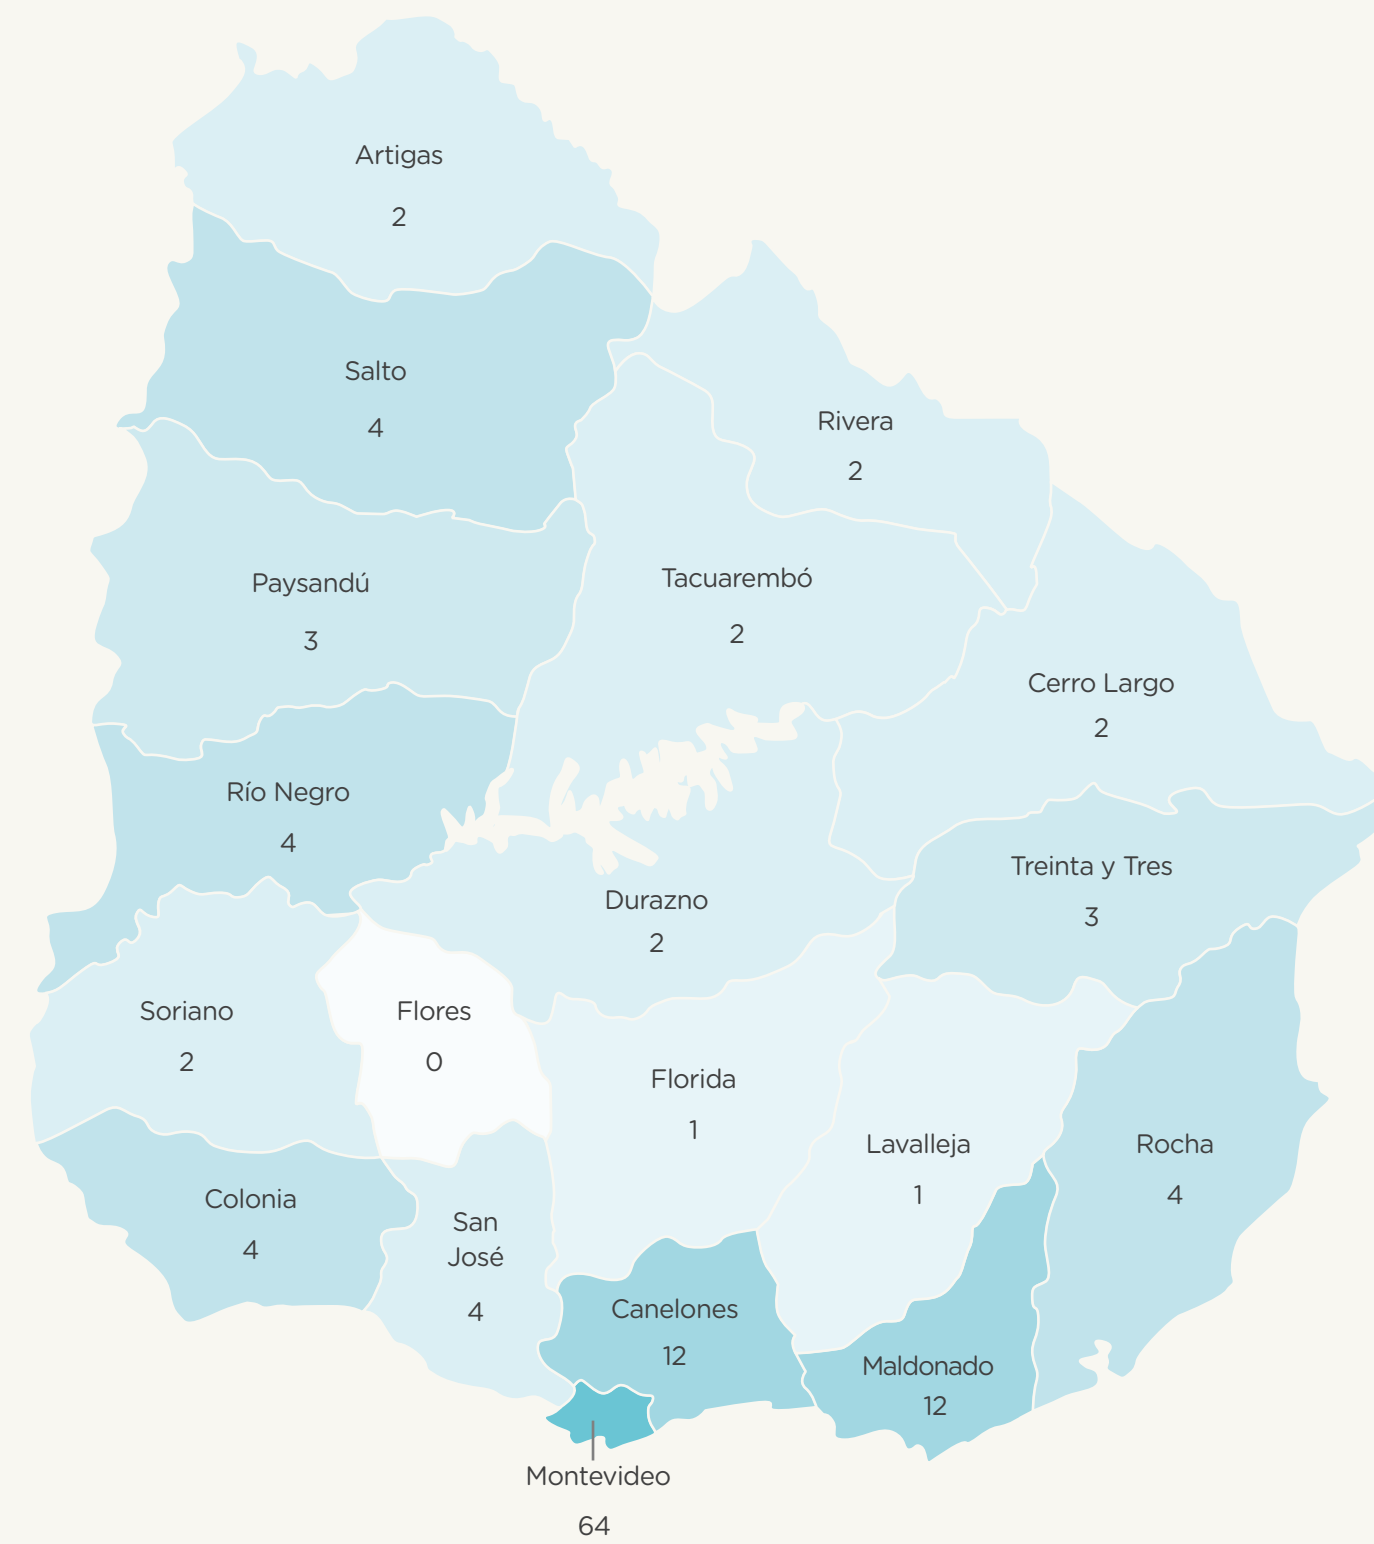 Artigas
2
Salto
4
Rivera
2
Paysandú
3
Tacuarembó
2
Cerro Largo
2
Río Negro
4
Treinta y Tres
3
Durazno
2
Soriano
2
Flores
0
Florida
1
Lavalleja
1
Rocha
4
Colonia
4
San
José
4
Canelones
12
Maldonado
12
Montevideo
64